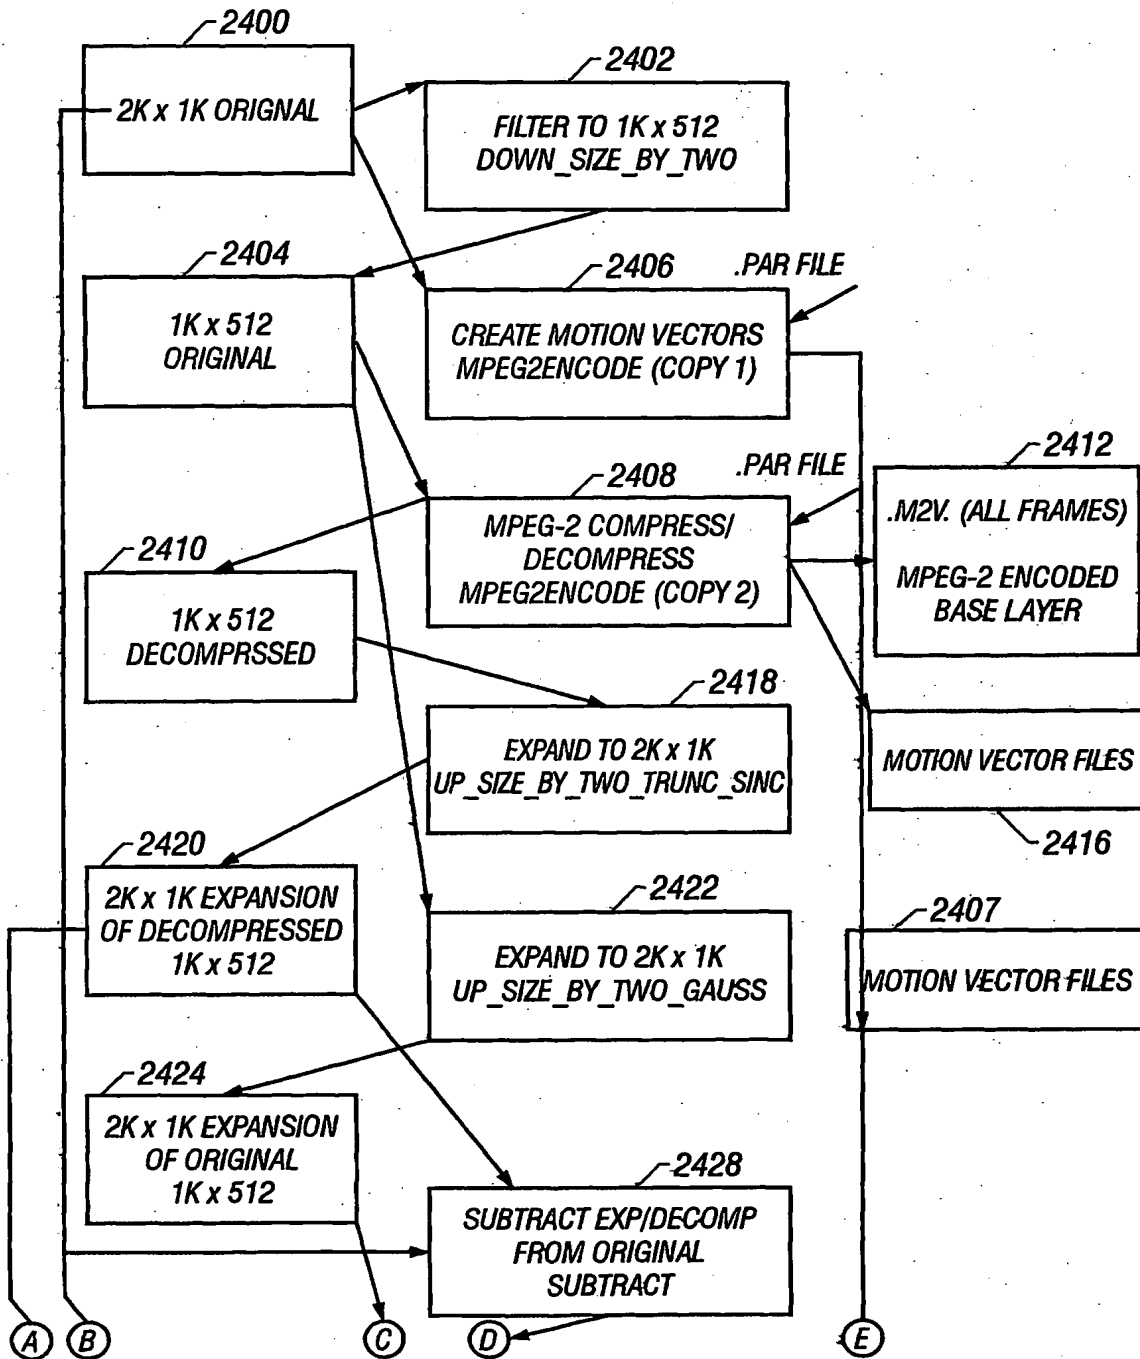 2400
2K x 1K ORIGNAL
2402
FILTER TO 1K x 512
DOWN_SIZE_BY_TWO
2404
1K x 512
ORIGINAL
2406
.PAR FILE
CREATE MOTION VECTORS
MPEG2ENCODE (COPY 1)
2408
.PAR FILE
MPEG-2 COMPRESS/
DECOMPRESS
MPEG2ENCODE (COPY 2)
2412
.M2V. (ALL FRAMES)
MPEG-2 ENCODED
BASE LAYER
2410
1K x 512
DECOMPRSSED
2418
EXPAND TO 2K x 1K
UP_SIZE_BY_TWO_TRUNC_SINC
MOTION VECTOR FILES
2416
2420
2K x 1K EXPANSION
OF DECOMPRESSED
1K x 512
2422
EXPAND TO 2K x 1K
UP_SIZE_BY_TWO_GAUSS
2407
MOTION VECTOR FILES
2424
2K x 1K EXPANSION
OF ORIGINAL
1K x 512
2428
SUBTRACT EXP/DECOMP
FROM ORIGINAL
SUBTRACT
A
B
C
D
E